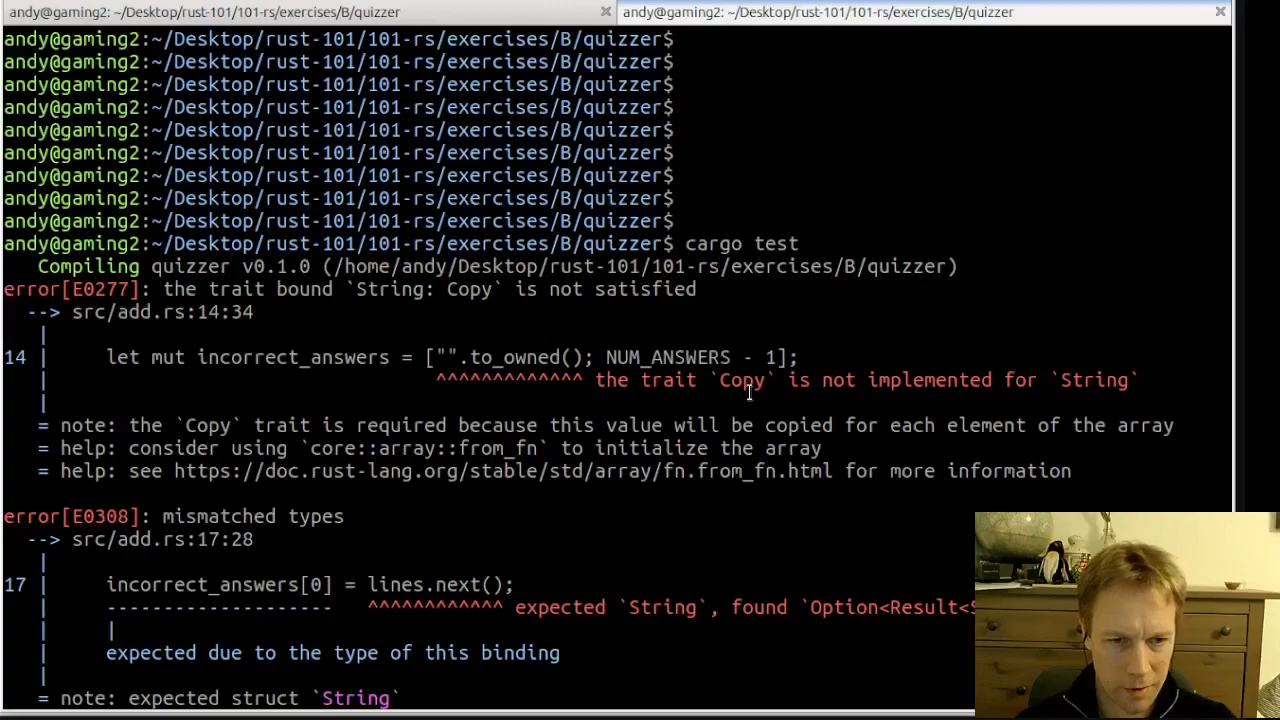 andy@gaming2: ~/Desktop/rust-101/101-rs/exercises/B/quizzer
andy@gaming2: ~/Desktop/rust-101/101-rs/exercises/B/quizzer
andy@gaming2:~/Desktop/rust-101/101-rs/exercises/B/quizzer$
andy@gaming2:~/Desktop/rust-101/101-rs/exercises/B/quizzer$
andy@gaming2:~/Desktop/rust-101/101-rs/exercises/B/quizzer$
andy@gaming2:~/Desktop/rust-101/101-rs/exercises/B/quizzer$
andy@gaming2:~/Desktop/rust-101/101-rs/exercises/B/quizzer$
andy@gaming2:~/Desktop/rust-101/101-rs/exercises/B/quizzer$
andy@gaming2:~/Desktop/rust-101/101-rs/exercises/B/quizzer$
andy@gaming2:~/Desktop/rust-101/101-rs/exercises/B/quizzer$
andy@gaming2:~/Desktop/rust-101/101-rs/exercises/B/quizzer$
andy@gaming2:~/Desktop/rust-101/101-rs/exercises/B/quizzer$ cargo test
   Compiling quizzer v0.1.0 (/home/andy/Desktop/rust-101/101-rs/exercises/B/quizzer)
error[E0277]: the trait bound `String: Copy` is not satisfied
  --> src/add.rs:14:34
   |
14 |     let mut incorrect_answers = ["".to_owned(); NUM_ANSWERS - 1];
   |                                  ^^^^^^^^^^^^^ the trait `Copy` is not implemented for `String`
   |
   = note: the `Copy` trait is required because this value will be copied for each element of the array
   = help: consider using `core::array::from_fn` to initialize the array
   = help: see https://doc.rust-lang.org/stable/std/array/fn.from_fn.html for more information
error[E0308]: mismatched types
  --> src/add.rs:17:28
   |
17 |     incorrect_answers[0] = lines.next();
   |     --------------------   ^^^^^^^^^^^^ expected `String`, found `Option<Result<
   |     |
   |     expected due to the type of this binding
   |
   = note: expected struct `String`